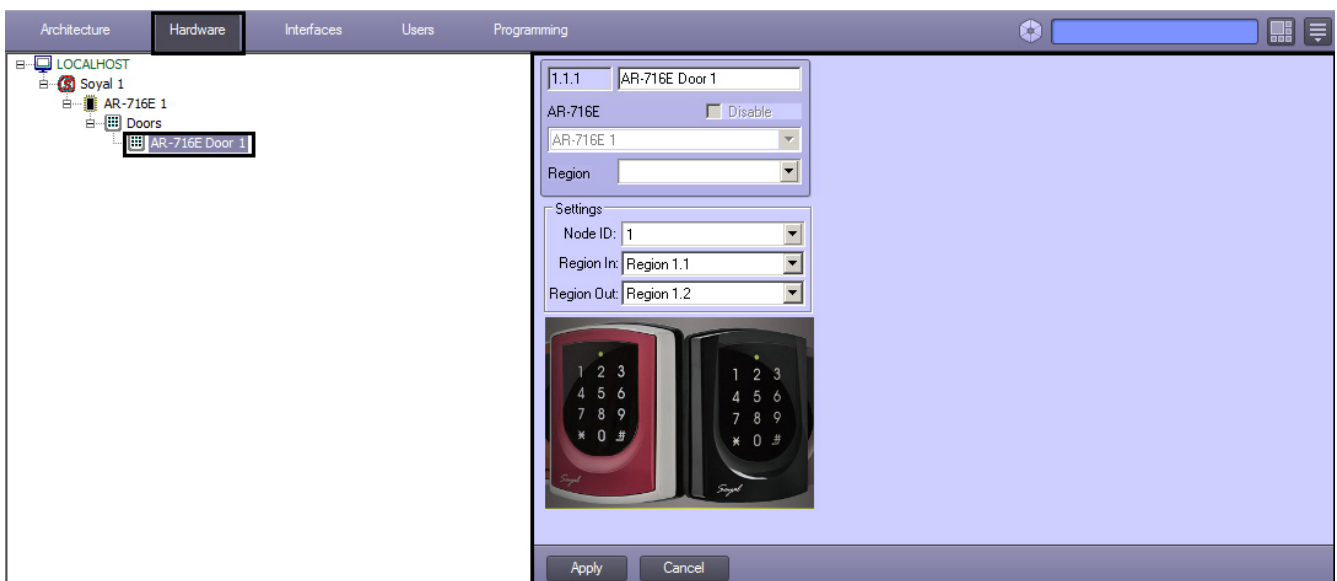 Architecture Hardware Interfaces Users Programming
LOCALHOST
Soyal 1
AR-716E 1
Doors
AR-716E Door 1
1.1.1 AR-716E Door 1
AR-716E Disable
AR-716E 1
Region
Settings
Node ID: 1
Region In: Region 1.1
Region Out: Region 1.2
1 2 3
4 5 6
7 8 9
* 0 #
Soyal
1 2 3
4 5 6
7 8 9
* 0 #
Soyal
Apply Cancel